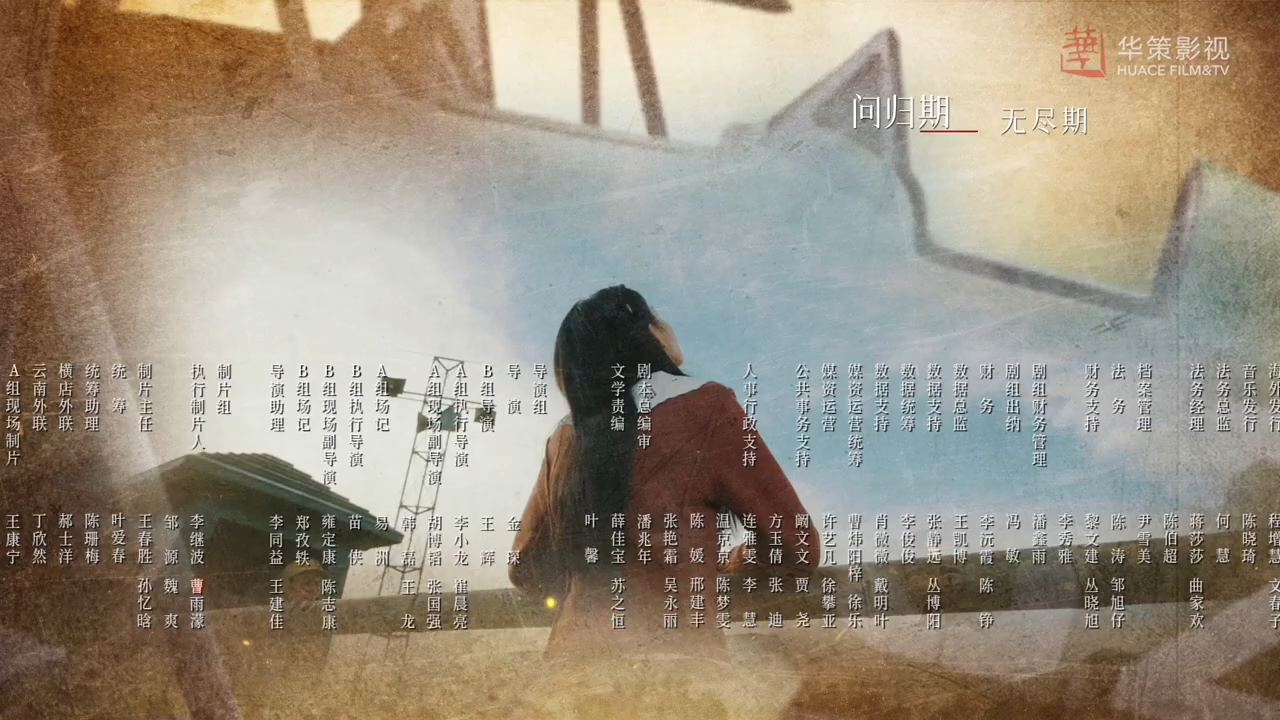 華 华策影视
HUACE FILM&TV
问归期 无尽期
音乐发行 陈晓琦
法务总监 何 慧
法务经理 蒋莎莎 曲家欢
陈伯超
档案管理 尹雪美
法 务 陈 涛 邹旭仔
财务支持 黎文建 丛晓旭
李秀雅
剧组财务管理 潘鑫雨
剧组出纳 冯 敏
财 务 李沅霞 陈 铮
数据总监 王凯博
数据支持 张静遥 丛博阳
数据统筹 李俊俊
数据支持 肖微微 戴明叶
媒资运营统筹 曹炜阳梓 徐 乐
媒资运营 许艺凡 徐攀亚
公共事务支持 阚文文 贾 尧
方玉倩 张 迪
人事行政支持 连雅雯 李 慧
温京京 陈梦雯
陈 媛 邢建丰
张艳霜 吴永丽
剧本总编审 潘兆年
文学责编 薛佳宝 苏之恒
叶 馨
导演组
导 演 金 琛
B组导演 王 辉
A组执行导演 李小龙 崔晨亮
A组现场副导演 胡博韬 张国强
韩 磊 王 龙
A组场记 易 洲
B组执行导演 苗 侠
B组现场副导演 雍定康 陈志康
B组场记 郑孜轶
导演助理 李同益 王建佳
制片组
执行制片人 李继波 曹雨濛
邹 源 魏 爽
制片主任 王春胜 孙忆晗
统 筹 叶爱春
统筹助理 陈珊梅
横店外联 郝士洋
云南外联 丁欣然
A组现场制片 王康宁